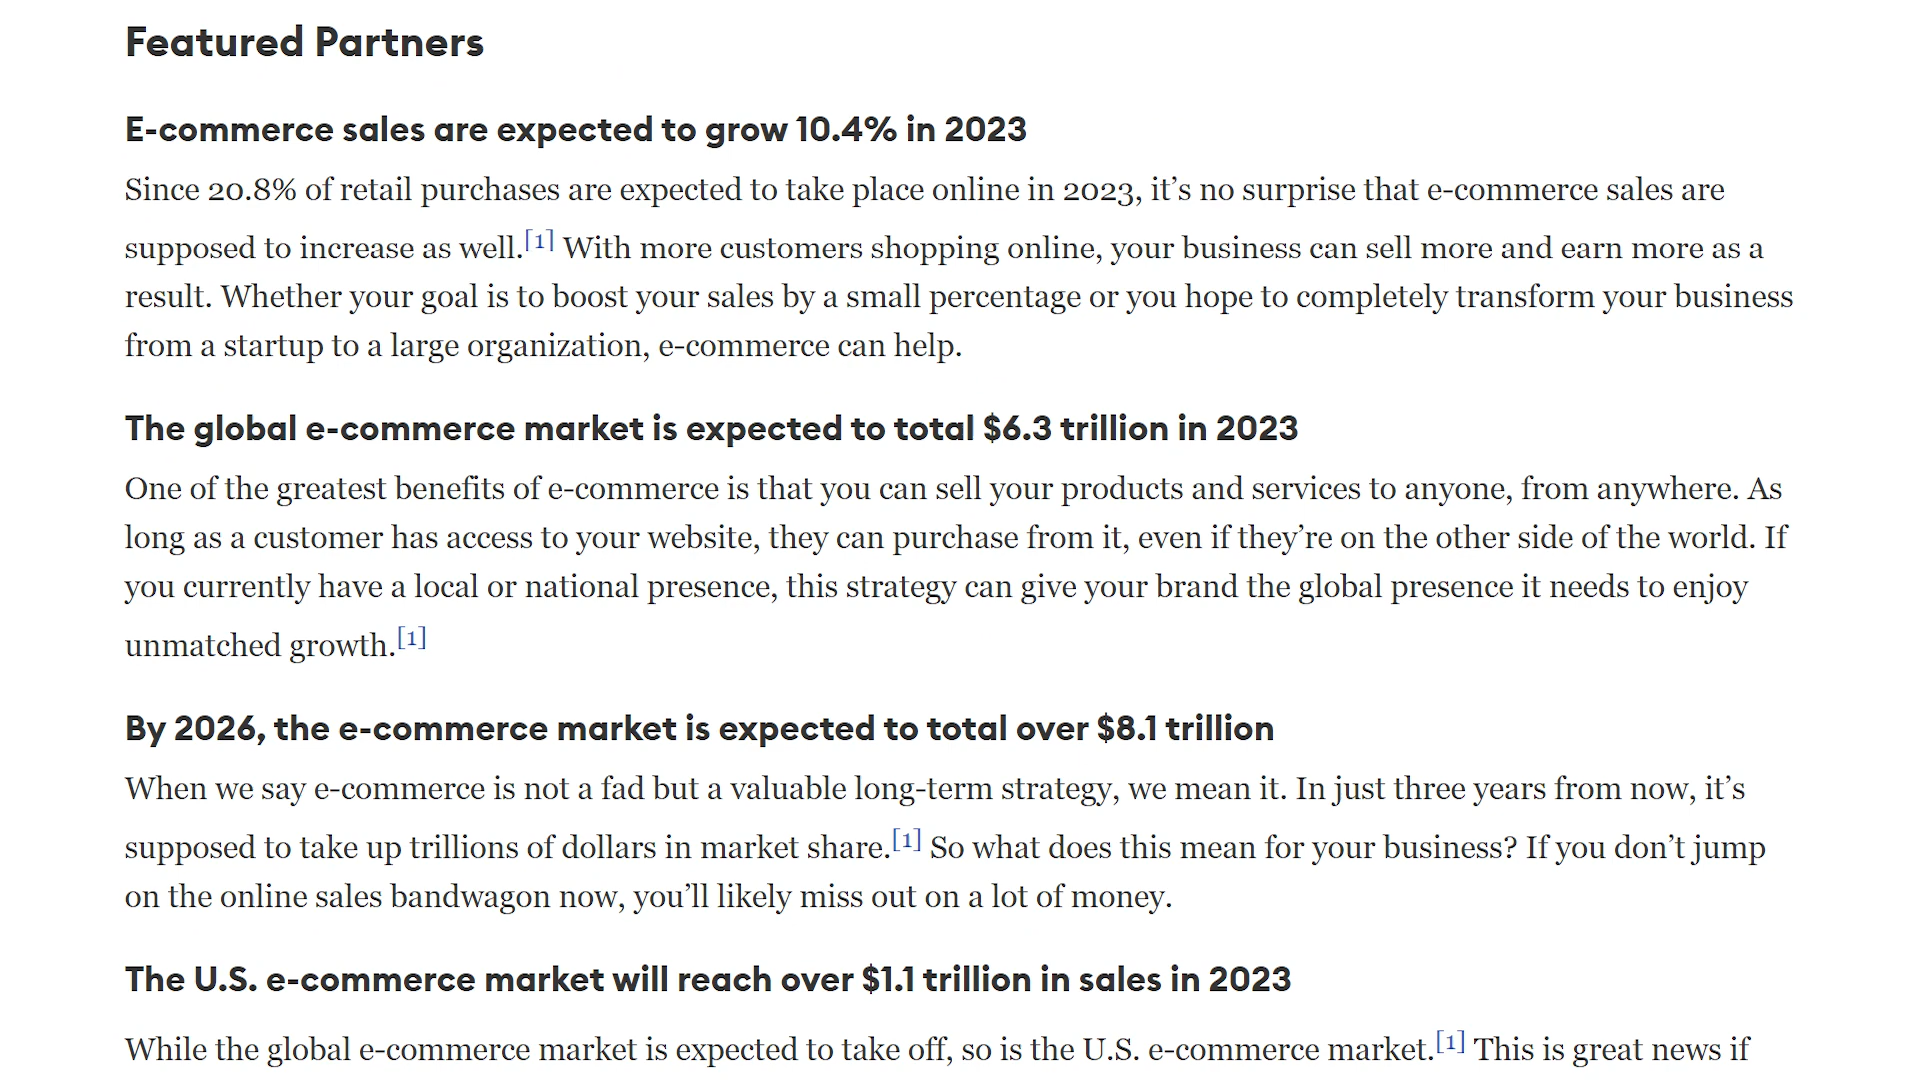 Featured Partners
E-commerce sales are expected to grow 10.4% in 2023
Since 20.8% of retail purchases are expected to take place online in 2023, it’s no surprise that e-commerce sales are
supposed to increase as well.[1] With more customers shopping online, your business can sell more and earn more as a
result. Whether your goal is to boost your sales by a small percentage or you hope to completely transform your business
from a startup to a large organization, e-commerce can help.
The global e-commerce market is expected to total $6.3 trillion in 2023
One of the greatest benefits of e-commerce is that you can sell your products and services to anyone, from anywhere. As
long as a customer has access to your website, they can purchase from it, even if they’re on the other side of the world. If
you currently have a local or national presence, this strategy can give your brand the global presence it needs to enjoy
unmatched growth.[1]
By 2026, the e-commerce market is expected to total over $8.1 trillion
When we say e-commerce is not a fad but a valuable long-term strategy, we mean it. In just three years from now, it’s
supposed to take up trillions of dollars in market share.[1] So what does this mean for your business? If you don’t jump
on the online sales bandwagon now, you’ll likely miss out on a lot of money.
The U.S. e-commerce market will reach over $1.1 trillion in sales in 2023
While the global e-commerce market is expected to take off, so is the U.S. e-commerce market.[1] This is great news if